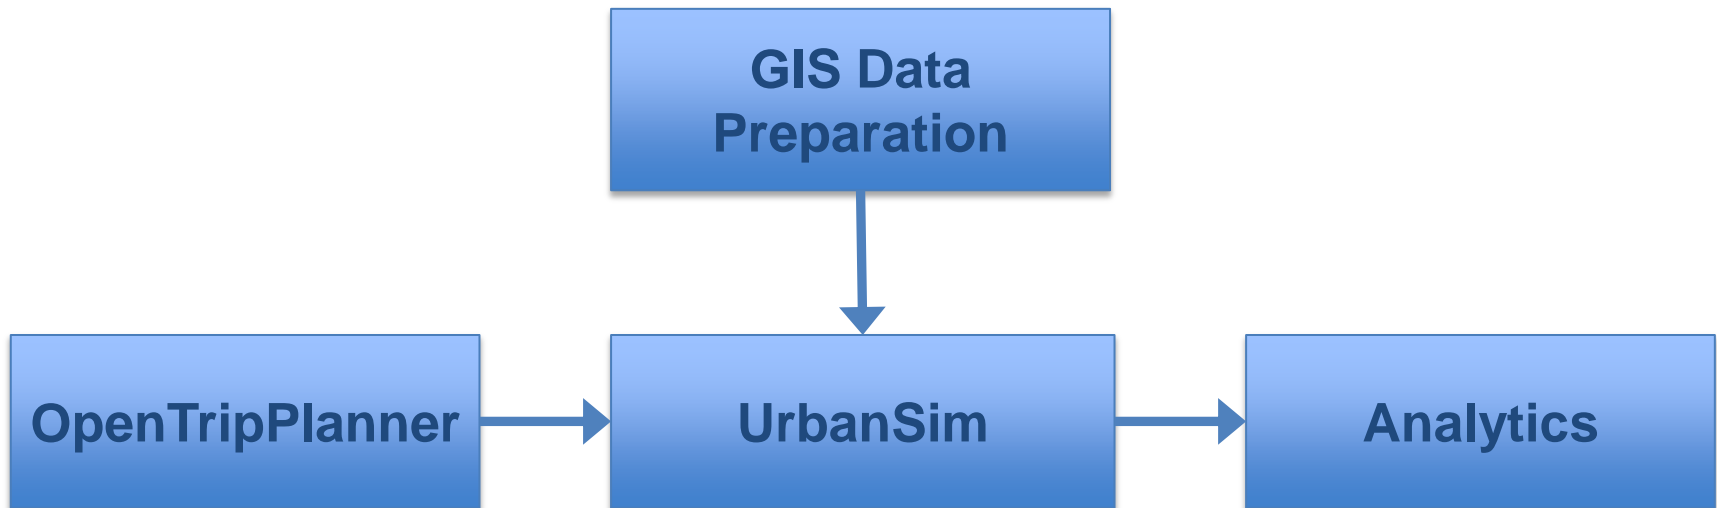 GIS Data
Preparation
OpenTripPlanner
UrbanSim
Analytics